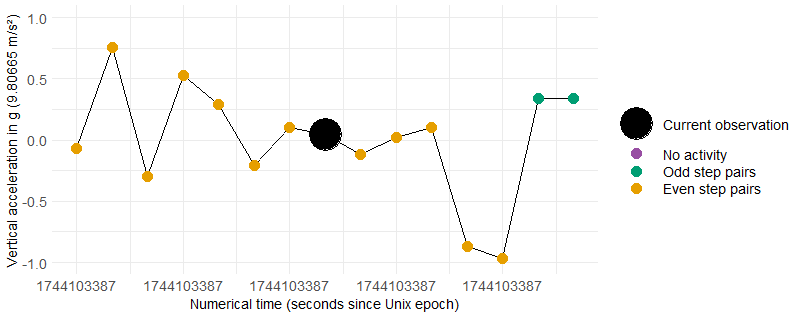 Vertical acceleration in g (9.80665 m/s²)
1.0
0.5
0.0
-0.5
-1.0
1744103387 1744103387 1744103387 1744103387 1744103387
Numerical time (seconds since Unix epoch)
Current observation
No activity
Odd step pairs
Even step pairs